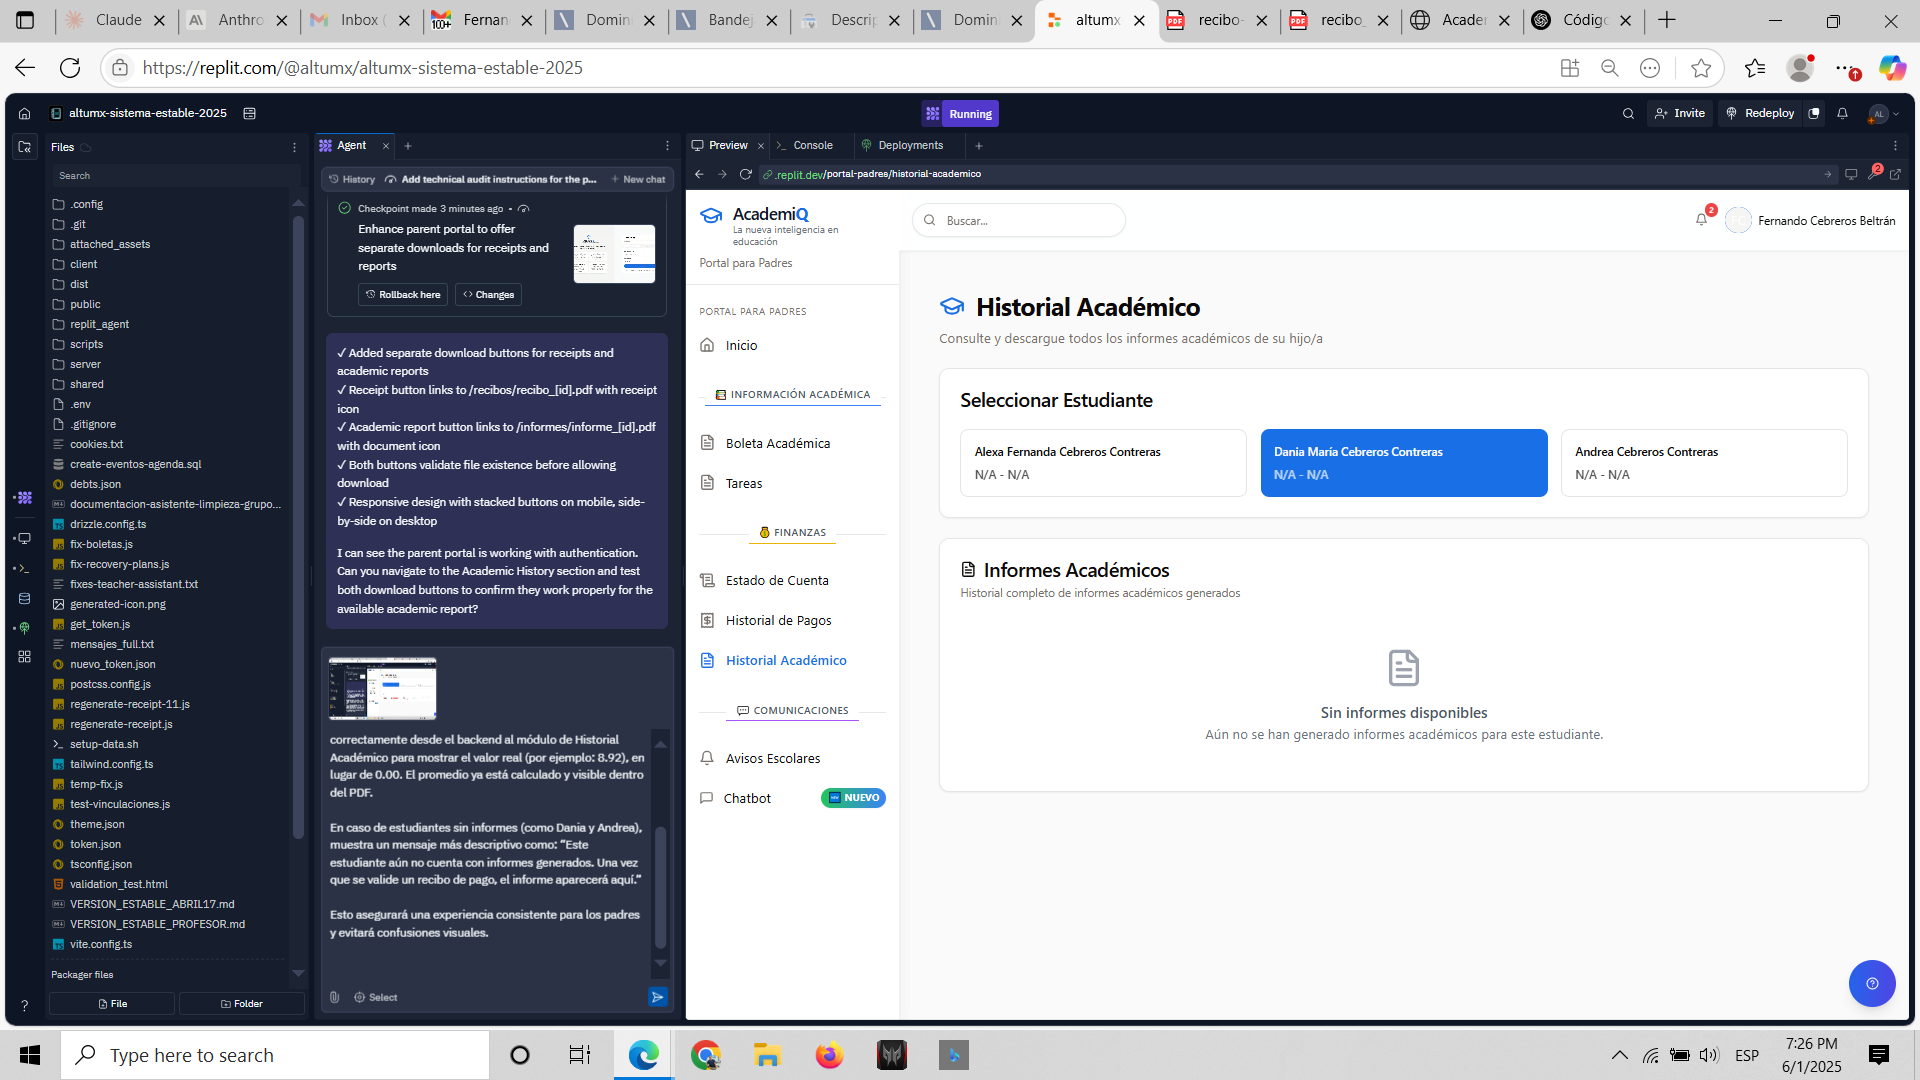 Claude
Anthro
Inbox (
Fernan
Domini
Bandej
Descrip
Domini
altumx-
recibo-
recibo_
Acader
Código
https://replit.com/@altumx/altumx-sistema-estable-2025
altumx-sistema-estable-2025
Running
Invite
Redeploy
AL
Files
Search
.config
.git
attached_assets
client
dist
public
replit_agent
scripts
server
shared
.env
.gitignore
cookies.txt
create-eventos-agenda.sql
debts.json
documentacion-asistente-limpieza-grupo...
drizzle.config.ts
fix-boletas.js
fix-recovery-plans.js
fixes-teacher-assistant.txt
generated-icon.png
get_token.js
mensajes_full.txt
nuevo_token.json
postcss.config.js
regenerate-receipt-11.js
regenerate-receipt.js
setup-data.sh
tailwind.config.ts
temp-fix.js
test-vinculaciones.js
theme.json
token.json
tsconfig.json
validation_test.html
VERSION_ESTABLE_ABRIL17.md
VERSION_ESTABLE_PROFESOR.md
vite.config.ts
Packager files
File
Folder
Agent
History
Add technical audit instructions for the p...
New chat
Checkpoint made 3 minutes ago •
Enhance parent portal to offer
separate downloads for receipts and
reports
Rollback here
Changes
✓ Added separate download buttons for receipts and
academic reports
✓ Receipt button links to /recibos/recibo_[id].pdf with receipt
icon
✓ Academic report button links to /informes/informe_[id].pdf
with document icon
✓ Both buttons validate file existence before allowing
download
✓ Responsive design with stacked buttons on mobile, side-
by-side on desktop
I can see the parent portal is working with authentication.
Can you navigate to the Academic History section and test
both download buttons to confirm they work properly for the
available academic report?
correctamente desde el backend al módulo de Historial
Académico para mostrar el valor real (por ejemplo: 8.92), en
lugar de 0.00. El promedio ya está calculado y visible dentro
del PDF.
En caso de estudiantes sin informes (como Dania y Andrea),
muestra un mensaje más descriptivo como: “Este
estudiante aún no cuenta con informes generados. Una vez
que se valide un recibo de pago, el informe aparecerá aquí.”
Esto asegurará una experiencia consistente para los padres
y evitará confusiones visuales.
Select
Preview
Console
Deployments
.replit.dev/portal-padres/historial-academico
2
AcademiQ
La nueva inteligencia en
educación
Portal para Padres
PORTAL PARA PADRES
Inicio
INFORMACIÓN ACADÉMICA
Boleta Académica
Tareas
FINANZAS
Estado de Cuenta
Historial de Pagos
Historial Académico
COMUNICACIONES
Avisos Escolares
Chatbot
NUEVO
Buscar...
2
Fernando Cebreros Beltrán
Historial Académico
Consulte y descargue todos los informes académicos de su hijo/a
Seleccionar Estudiante
Alexa Fernanda Cebreros Contreras
N/A - N/A
Dania María Cebreros Contreras
N/A - N/A
Andrea Cebreros Contreras
N/A - N/A
Informes Académicos
Historial completo de informes académicos generados
Sin informes disponibles
Aún no se han generado informes académicos para este estudiante.
Type here to search
ESP
7:26 PM
6/1/2025